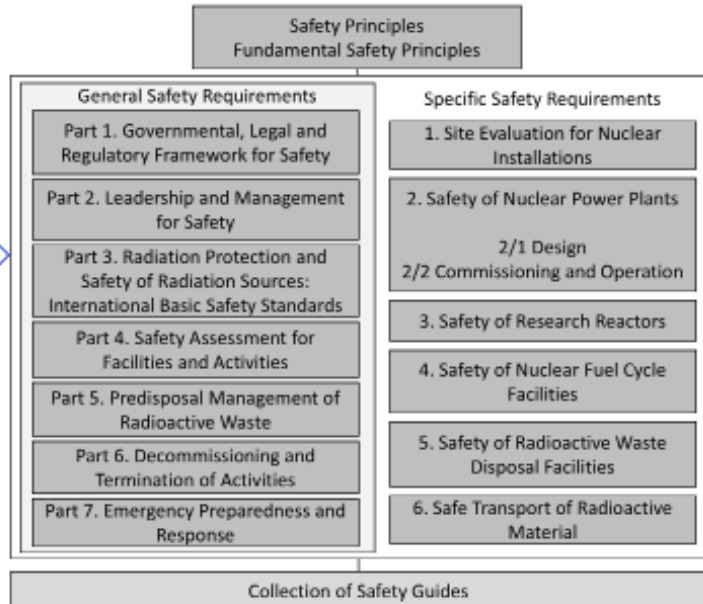 Safety Principles
Fundamental Safety Principles
General Safety Requirements
Part 1. Governmental, Legal and
Regulatory Framework for Safety
Part 2. Leadership and Management
for Safety
Part 3. Radiation Protection and
Safety of Radiation Sources:
International Basic Safety Standards
Part 4. Safety Assessment for
Facilities and Activities
Part 5. Predisposal Management of
Radioactive Waste
Part 6. Decommissioning and
Termination of Activities
Part 7. Emergency Preparedness and
Response
Specific Safety Requirements
1. Site Evaluation for Nuclear
Installations
2. Safety of Nuclear Power Plants
2/1 Design
2/2 Commissioning and Operation
3. Safety of Research Reactors
4. Safety of Nuclear Fuel Cycle
Facilities
5. Safety of Radioactive Waste
Disposal Facilities
6. Safe Transport of Radioactive
Material
Collection of Safety Guides